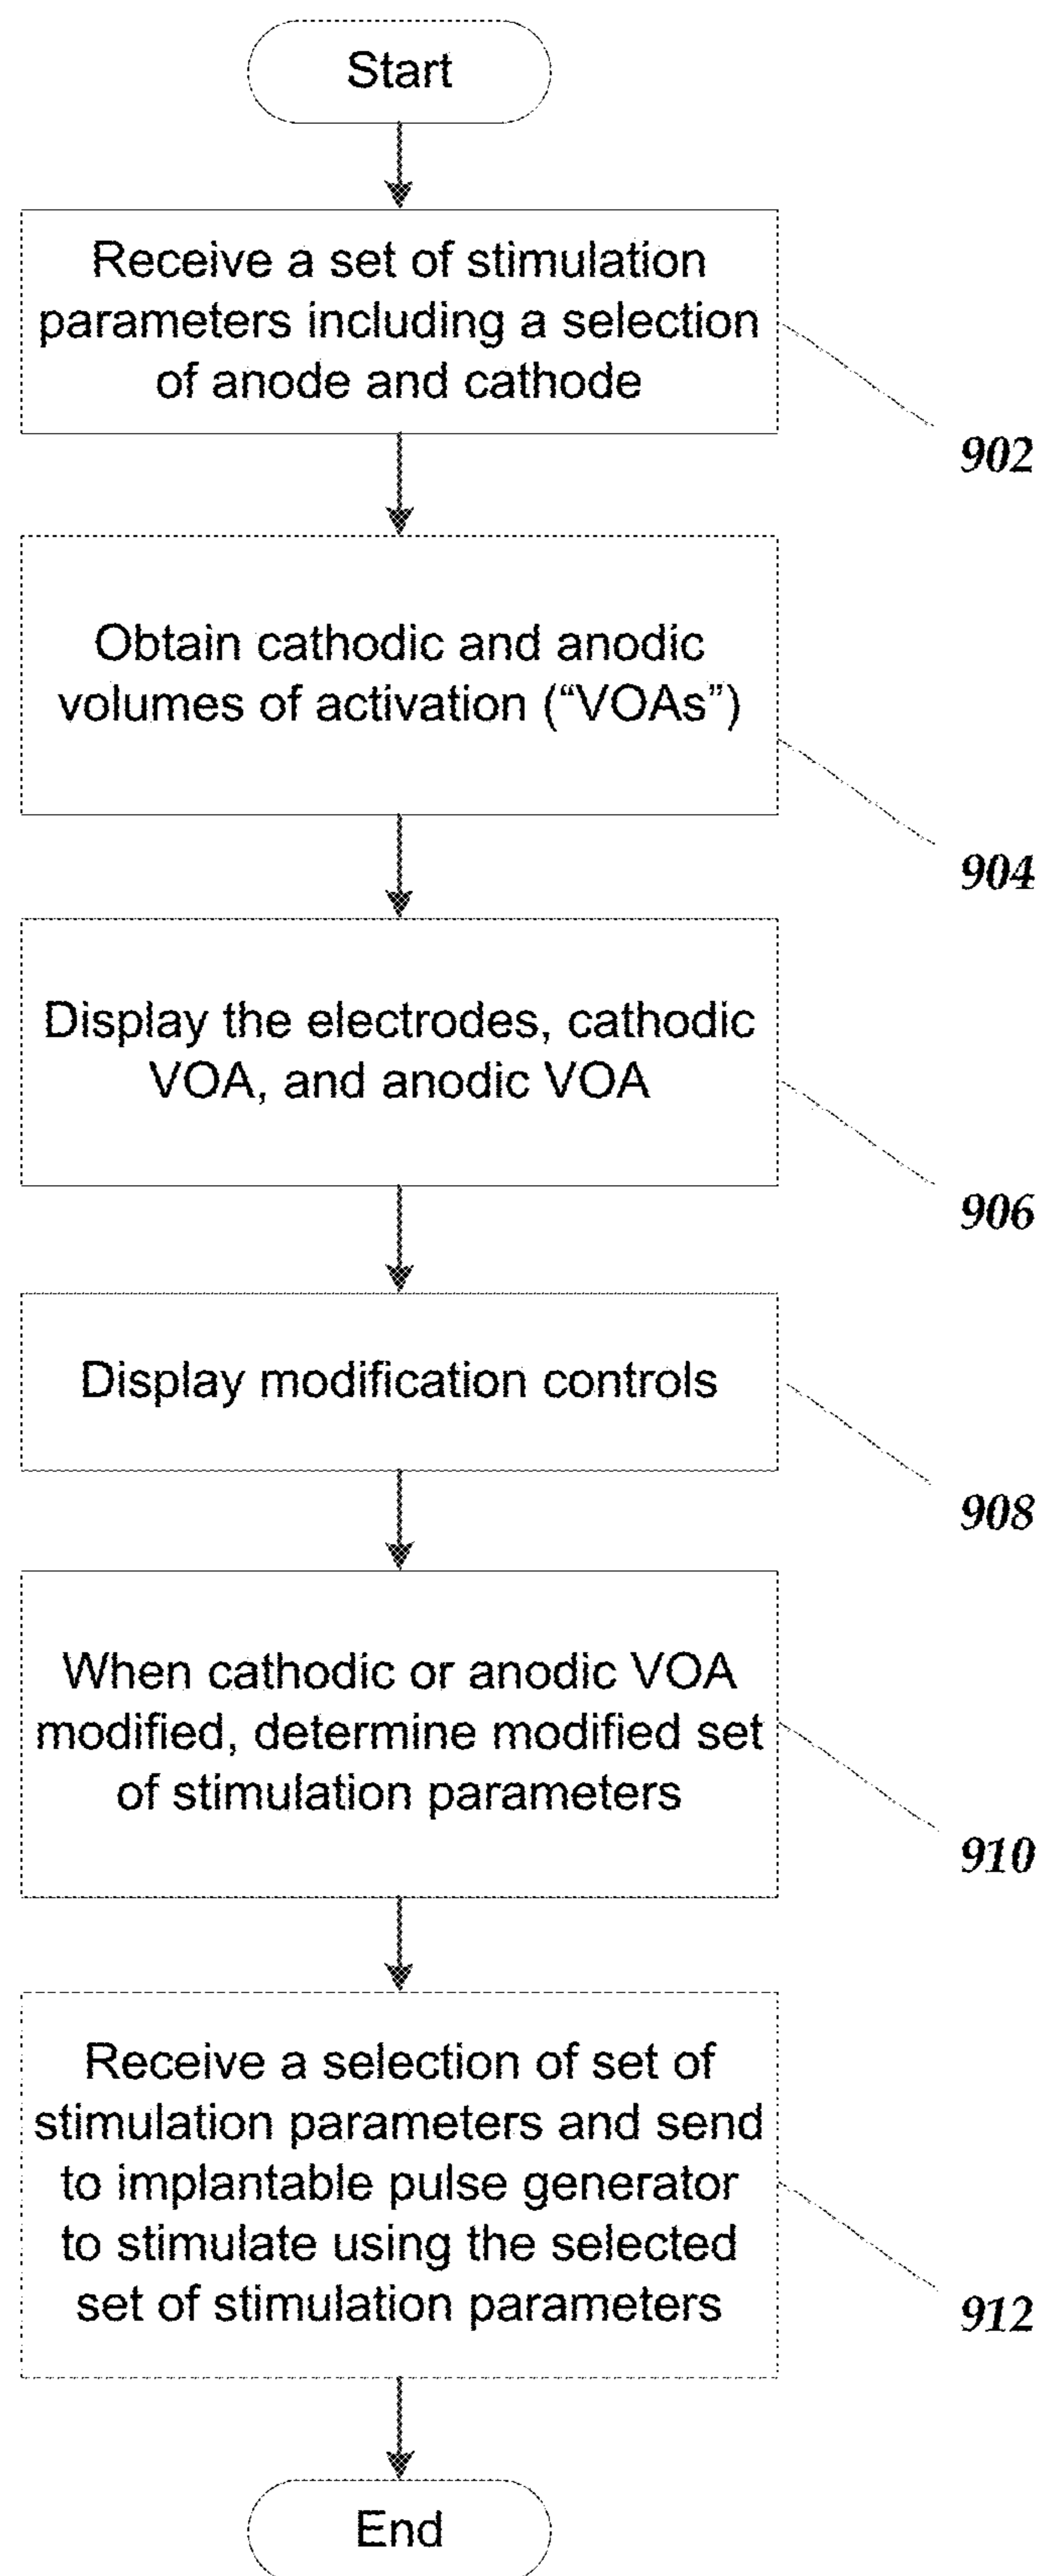 Start
Receive a set of stimulation
parameters including a selection
of anode and cathode
902
Obtain cathodic and anodic
volumes of activation (“VOAs”)
904
Display the electrodes, cathodic
VOA, and anodic VOA
906
Display modification controls
908
When cathodic or anodic VOA
modified, determine modified set
of stimulation parameters
910
Receive a selection of set of
stimulation parameters and send
to implantable pulse generator
to stimulate using the selected
set of stimulation parameters
912
End